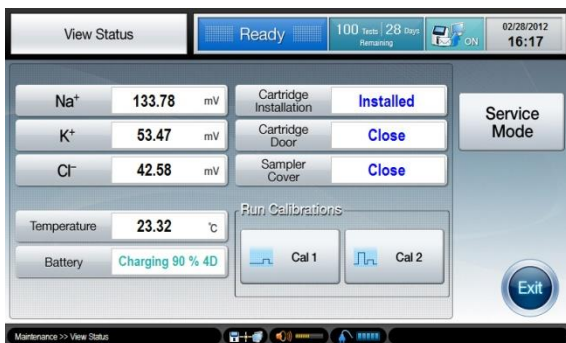 View Status
Ready
100 Tests 28 Days
Remaining
ON
02/28/2012
16:17
Na⁺ 133.78 mV
K⁺ 53.47 mV
Cl⁻ 42.58 mV
Cartridge
Installation
Installed
Cartridge
Door
Close
Sampler
Cover
Close
Service
Mode
Temperature 23.32 °C
Battery Charging 90 % 4D
Run Calibrations
Cal 1
Cal 2
Exit
Maintenance >> View Status